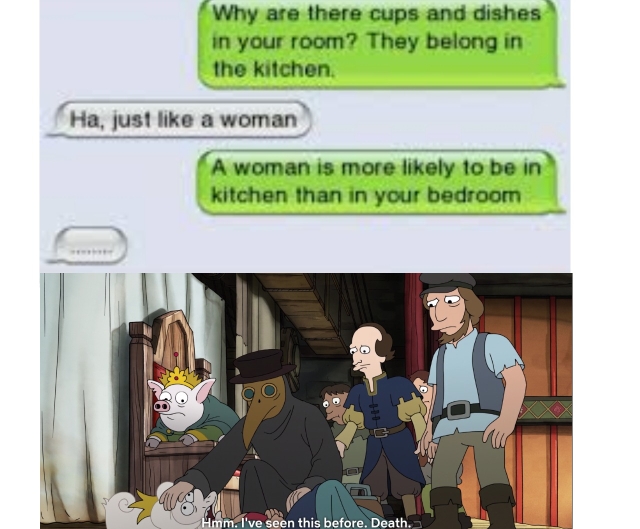 Why are there cups and dishes
in your room? They belong in
the kitchen.
Ha, just like a woman
A woman is more likely to be in
kitchen than in your bedroom
........
Hmm. I've seen this before. Death.